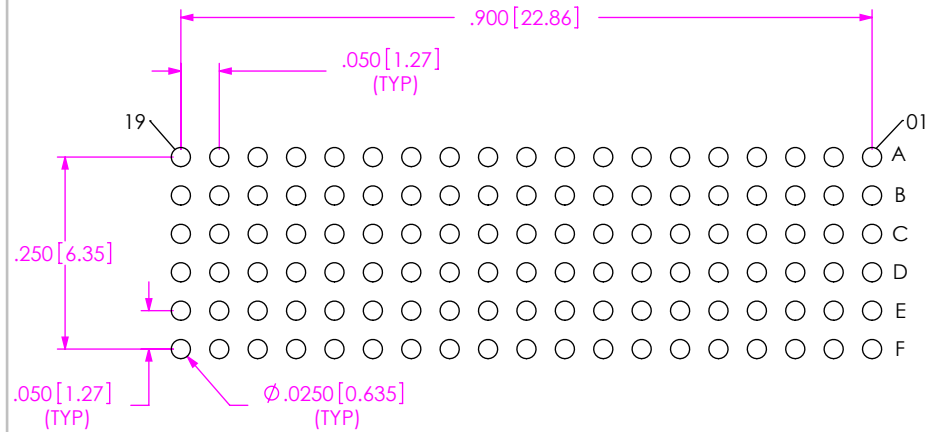 .900 [22.86]
.050 [1.27]
(TYP)
19
01
A
B
.250 [6.35]
C
D
E
F
.050 [1.27]
(TYP)
Ø.0250 [0.635]
(TYP)